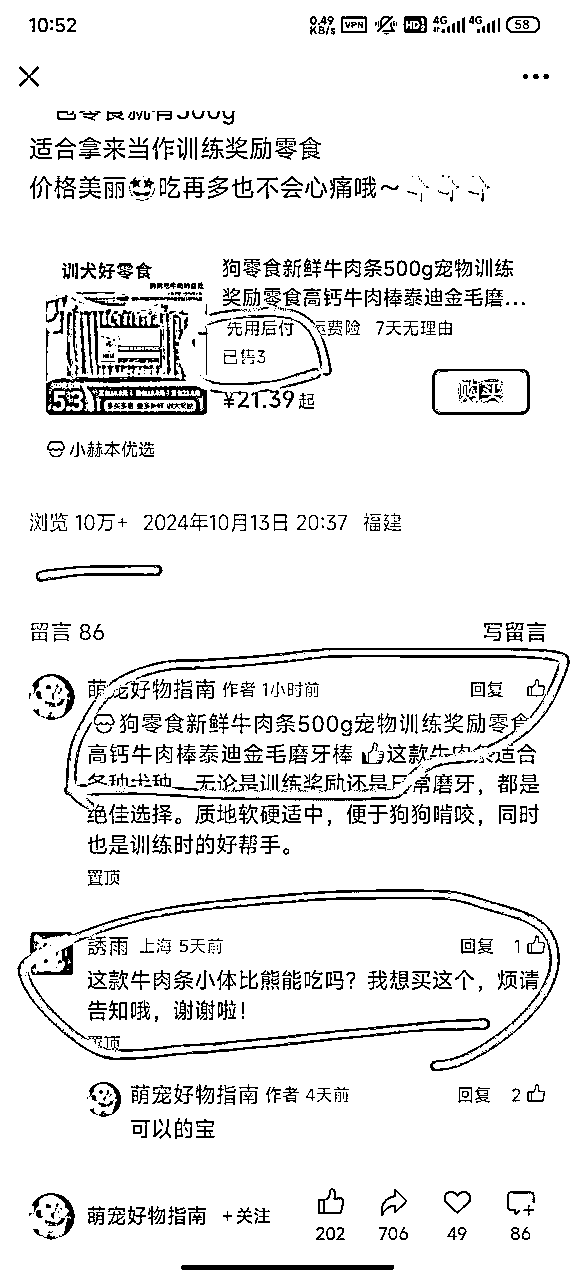 10:52 0.49 KB/s VPN HD 4G 4G 58
包零食就有500g
适合拿来当作训练奖励零食
价格美丽🤩吃再多也不会心痛哦~👇👇👇
训犬好零食
狗零食新鲜牛肉条500g宠物训练
奖励零食高钙牛肉棒泰迪金毛磨...
先用后付 运费险 7天无理由
已售3
53
¥21.39起
购买
小赫本优选
浏览 10万+ 2024年10月13日 20:37 福建
留言 86 写留言
萌宠好物指南 作者 1小时前 回复
狗零食新鲜牛肉条500g宠物训练奖励零食
高钙牛肉棒泰迪金毛磨牙棒 👍这款牛肉条适合
各种犬种，无论是训练奖励还是日常磨牙，都是
绝佳选择。质地软硬适中，便于狗狗啃咬，同时
也是训练时的好帮手。
置顶
誘雨 上海 5天前 回复 1
这款牛肉条小体比熊能吃吗？我想买这个，烦请
告知哦，谢谢啦！
置顶
萌宠好物指南 作者 4天前 回复 2
可以的宝
萌宠好物指南 +关注
202 706 49 86